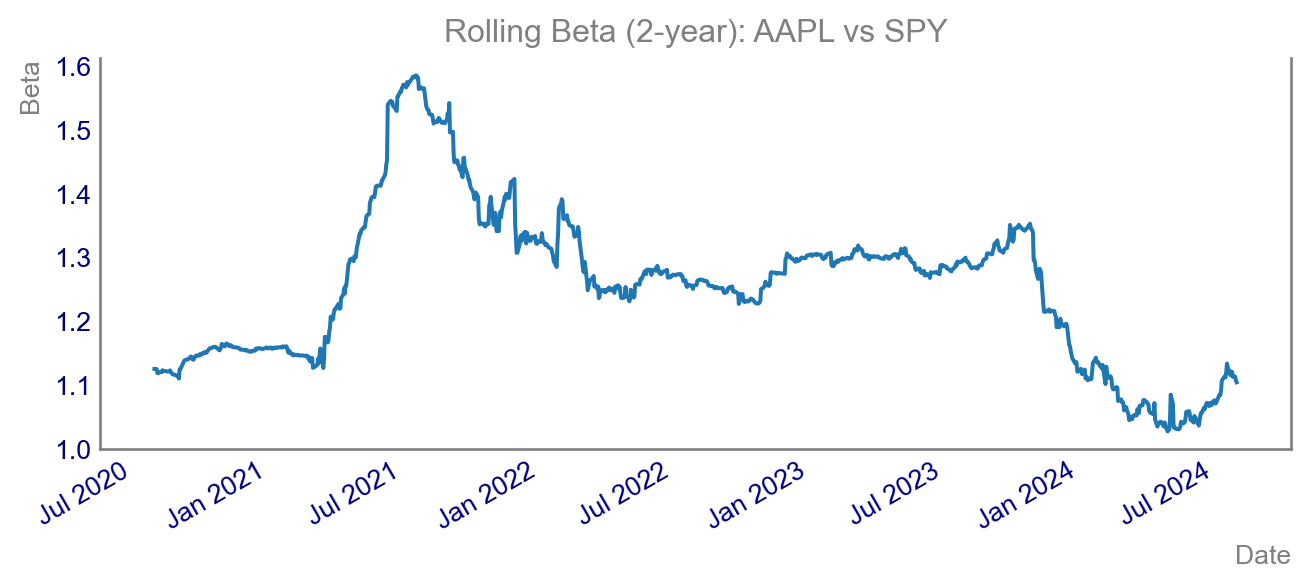 Rolling Beta (2-year): AAPL vs SPY
Beta
1.6
1.5
1.4
1.3
1.2
1.1
1.0
Jul 2020
Jan 2021
Jul 2021
Jan 2022
Jul 2022
Jan 2023
Jul 2023
Jan 2024
Jul 2024
Date